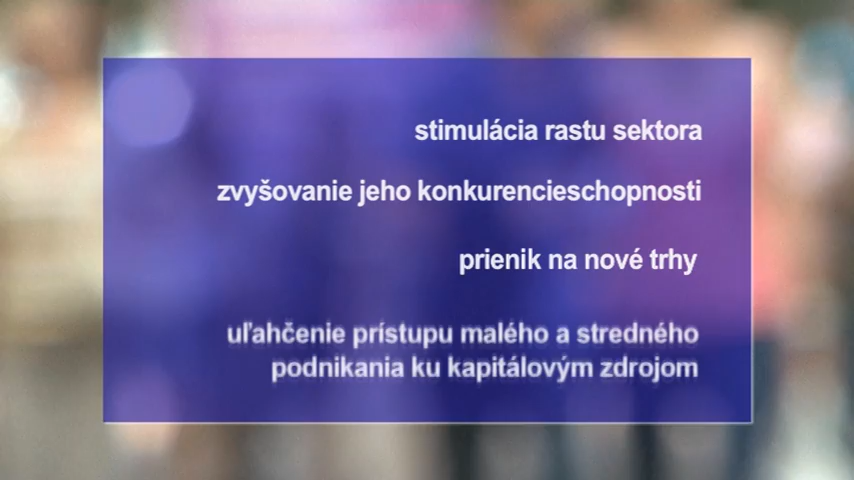 stimulácia rastu sektora
zvyšovanie jeho konkurencieschopnosti
prienik na nové trhy
uľahčenie prístupu malého a stredného
podnikania ku kapitálovým zdrojom